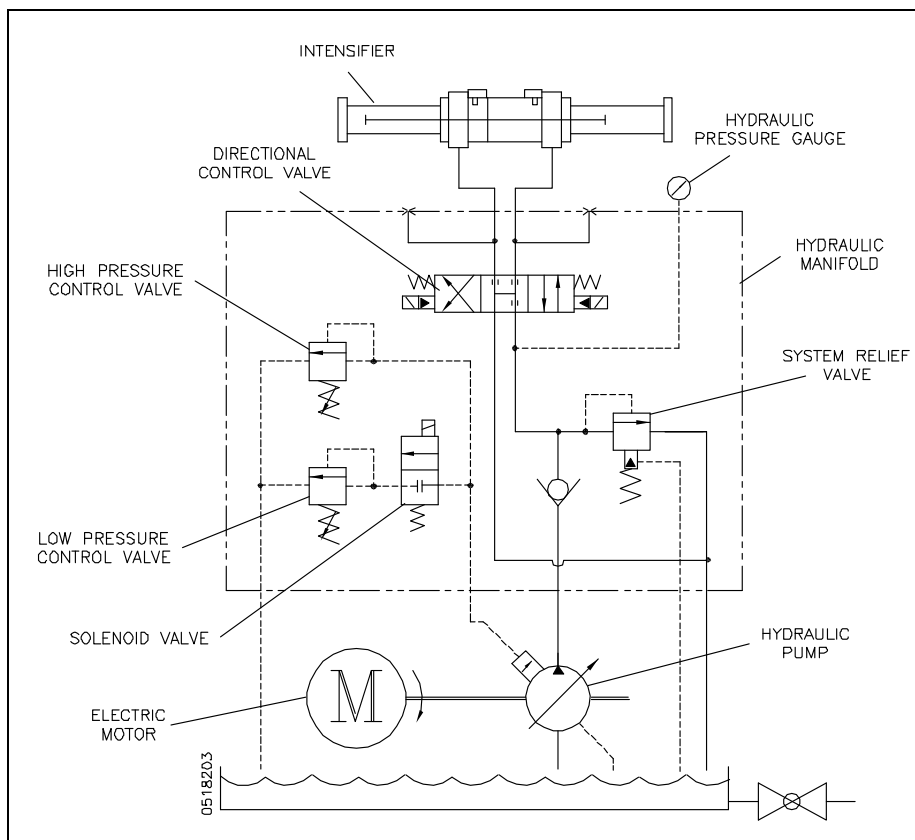 INTENSIFIER
HYDRAULIC
PRESSURE GAUGE
DIRECTIONAL
CONTROL VALVE
HYDRAULIC
MANIFOLD
HIGH PRESSURE
CONTROL VALVE
SYSTEM RELIEF
VALVE
LOW PRESSURE
CONTROL VALVE
SOLENOID VALVE
HYDRAULIC
PUMP
M
ELECTRIC
MOTOR
0518203